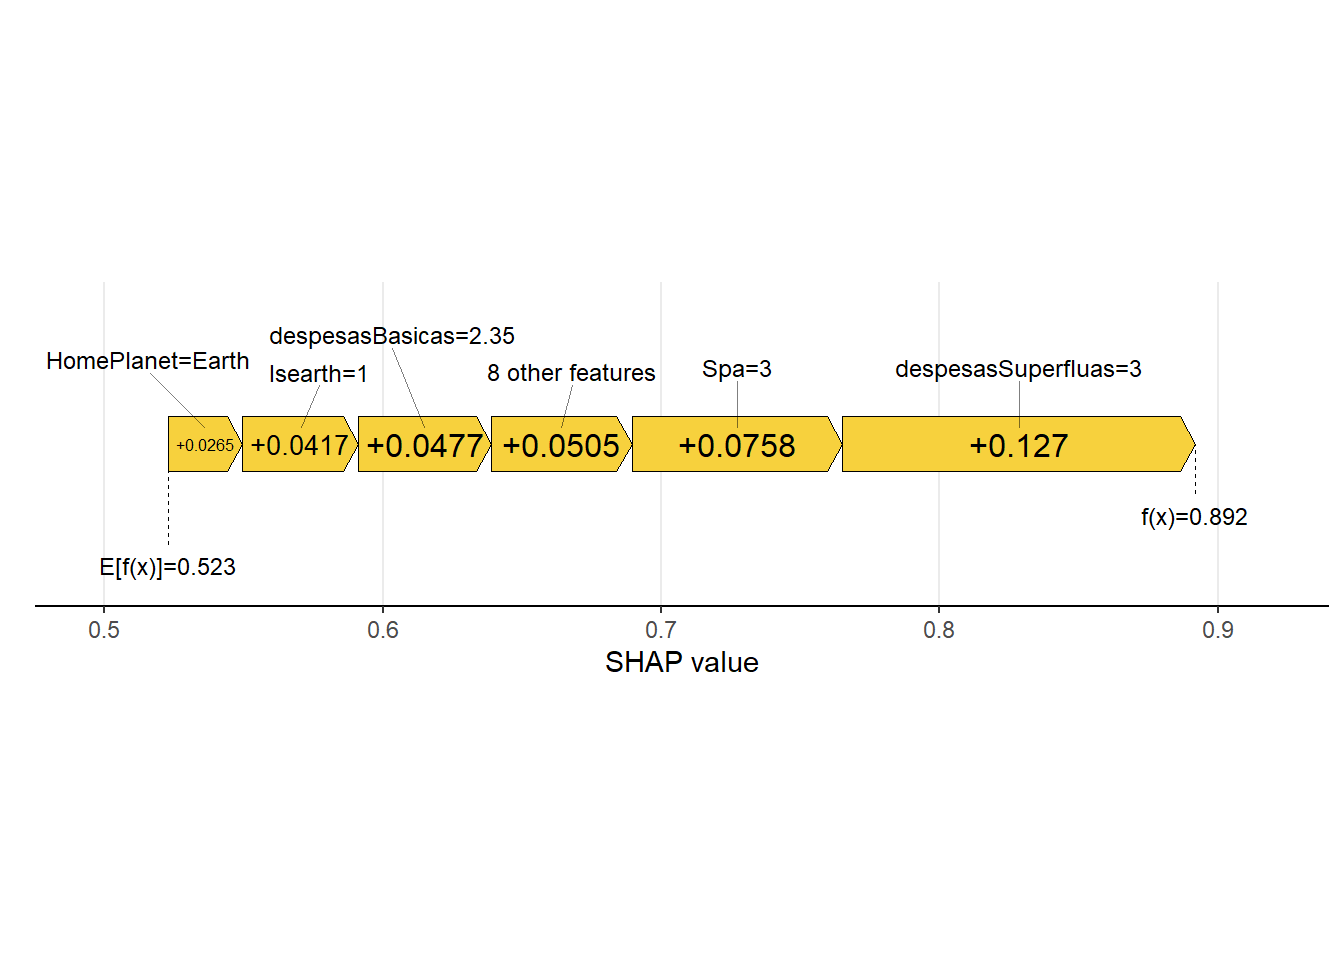 despesasBasicas=2.35
HomePlanet=Earth
Isearth=1
8 other features
Spa=3
despesasSuperfluas=3
+0.0265
+0.0417
+0.0477
+0.0505
+0.0758
+0.127
f(x)=0.892
E[f(x)]=0.523
0.5
0.6
0.7
0.8
0.9
SHAP value